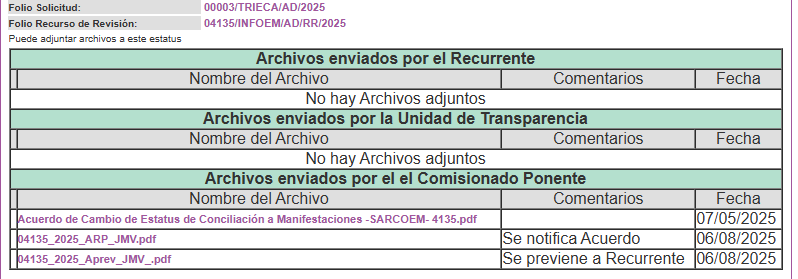 Folio Solicitud: 00003/TRIECA/AD/2025
Folio Recurso de Revisión: 04135/INFOEM/AD/RR/2025
Puede adjuntar archivos a este estatus
Archivos enviados por el Recurrente
Nombre del Archivo Comentarios Fecha
No hay Archivos adjuntos
Archivos enviados por la Unidad de Transparencia
Nombre del Archivo Comentarios Fecha
No hay Archivos adjuntos
Archivos enviados por el el Comisionado Ponente
Nombre del Archivo Comentarios Fecha
Acuerdo de Cambio de Estatus de Conciliación a Manifestaciones -SARCOEM- 4135.pdf 07/05/2025
04135_2025_ARP_JMV.pdf Se notifica Acuerdo 06/08/2025
04135_2025_Aprev_JMV_.pdf Se previene a Recurrente 06/08/2025